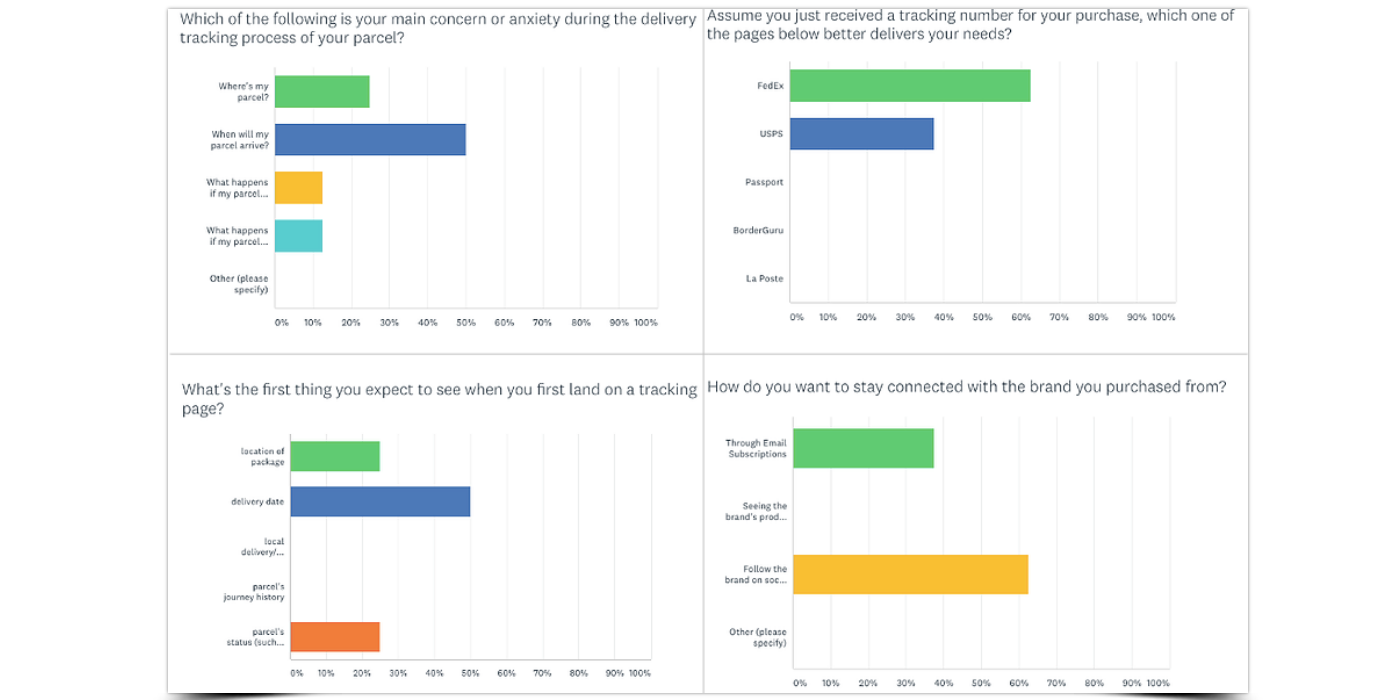 Which of the following is your main concern or anxiety during the delivery
tracking process of your parcel?
Where's my
parcel?
When will my
parcel arrive?
What happens
if my parcel...
What happens
if my parcel...
Other (please
specify)
0% 10% 20% 30% 40% 50% 60% 70% 80% 90% 100%
Assume you just received a tracking number for your purchase, which one of
the pages below better delivers your needs?
FedEx
USPS
Passport
BorderGuru
La Poste
0% 10% 20% 30% 40% 50% 60% 70% 80% 90% 100%
What's the first thing you expect to see when you first land on a tracking
page?
location of
package
delivery date
local
delivery/...
parcel's
journey history
parcel's
status (such...
0% 10% 20% 30% 40% 50% 60% 70% 80% 90% 100%
How do you want to stay connected with the brand you purchased from?
Through Email
Subscriptions
Seeing the
brand's prod...
Follow the
brand on soc...
Other (please
specify)
0% 10% 20% 30% 40% 50% 60% 70% 80% 90% 100%